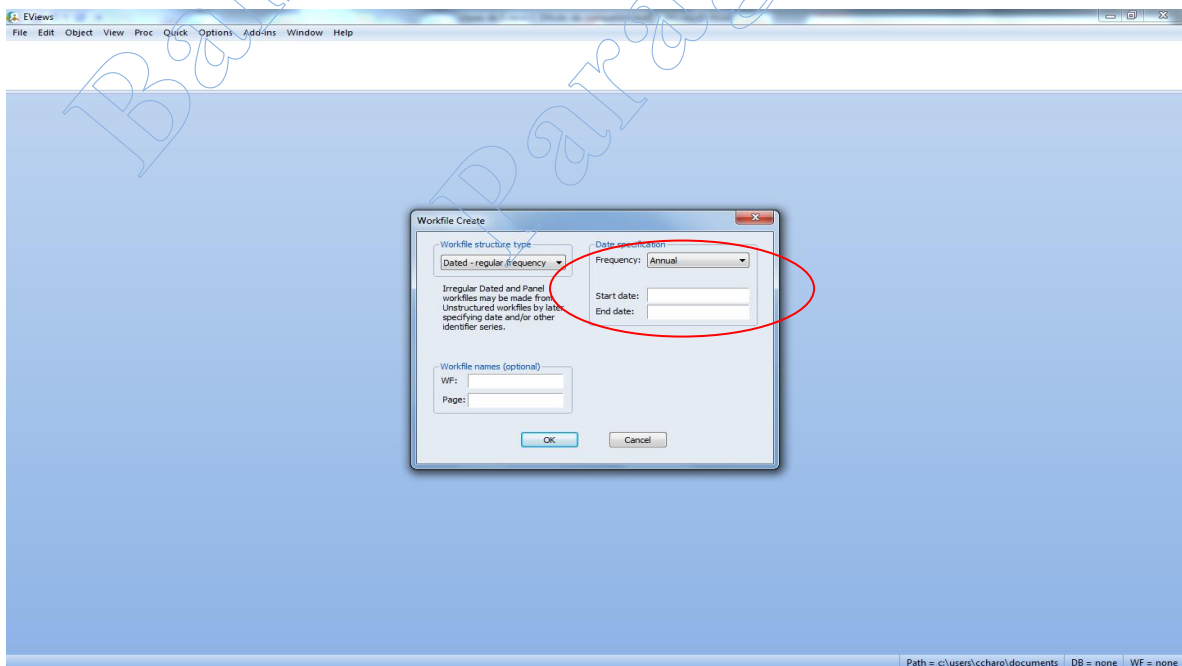 EViews
File Edit Object View Proc Quick Options Add-ins Window Help
Workfile Create
Workfile structure type
Dated - regular frequency
Irregular Dated and Panel
workfiles may be made from
Unstructured workfiles by later
specifying date and/or other
identifier series.
Date specification
Frequency: Annual
Start date:
End date:
Workfile names (optional)
WF:
Page:
OK Cancel
Path = c:\users\ccharo\documents DB = none WF = none